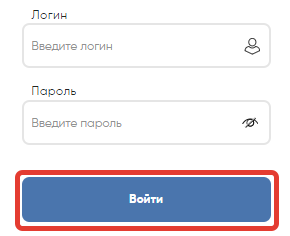 Логин
Введите логин
Пароль
Введите пароль
Войти